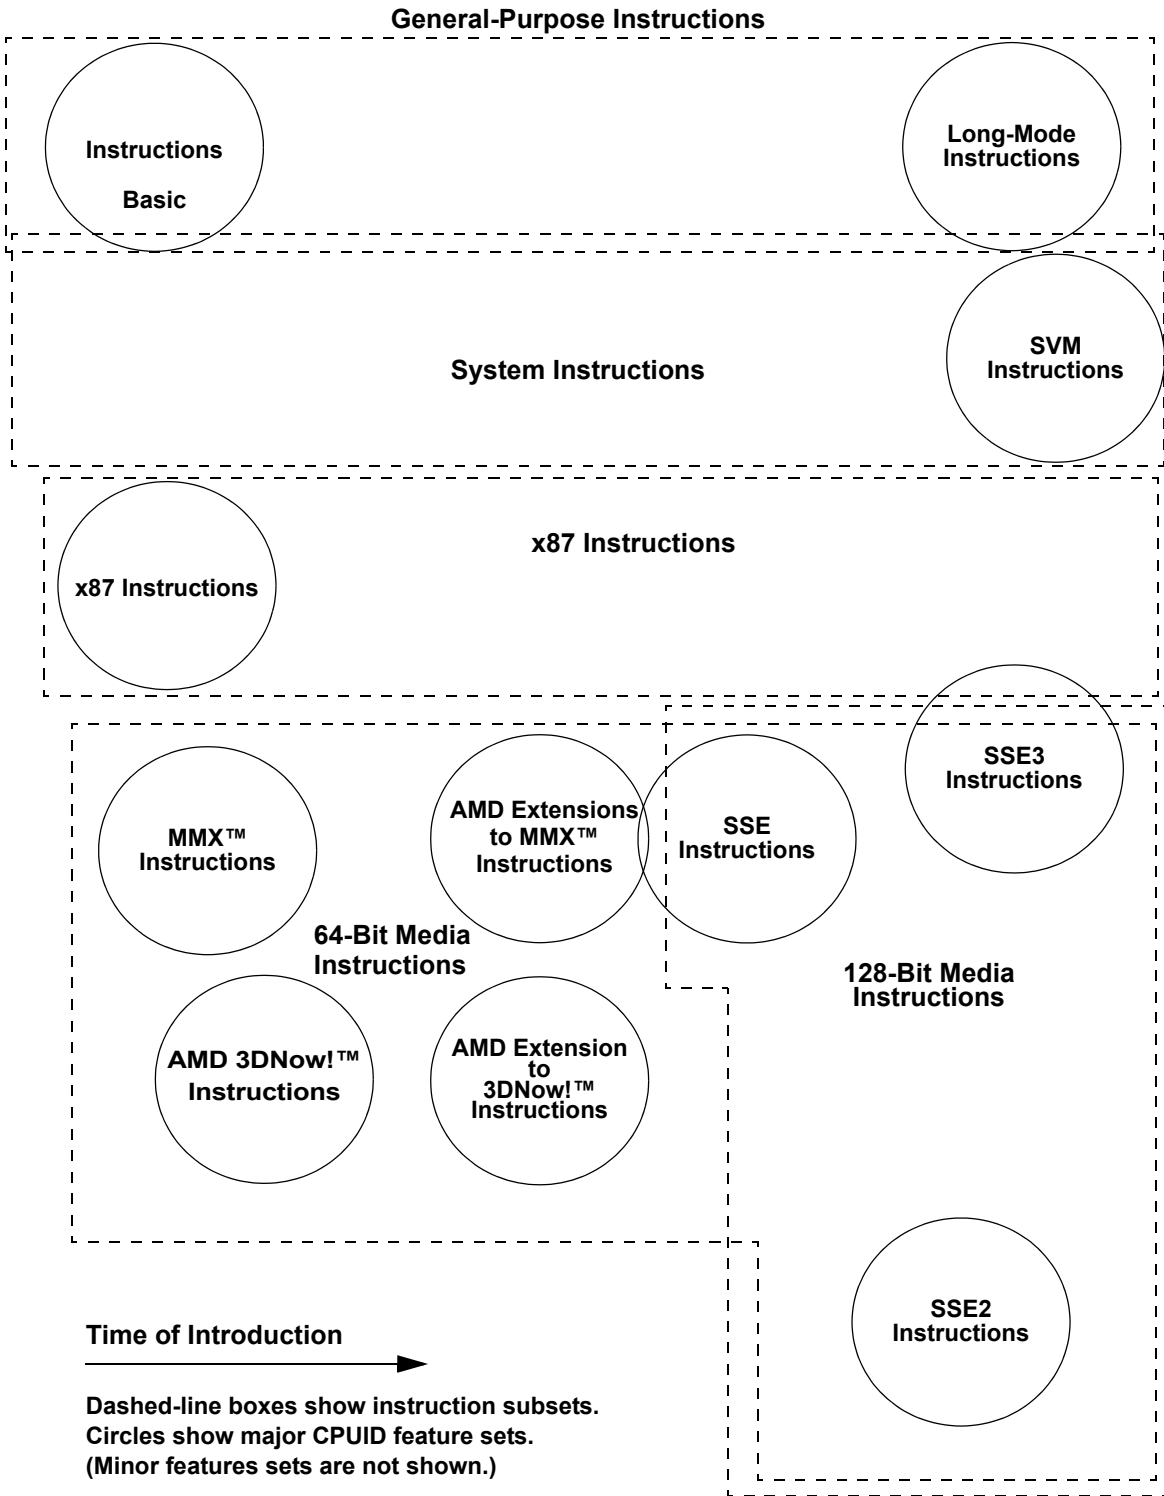 General-Purpose Instructions
Instructions
Basic
Long-Mode
Instructions
System Instructions
SVM
Instructions
x87 Instructions
x87 Instructions
SSE3
Instructions
MMX™
Instructions
AMD Extensions
to MMX™
Instructions
SSE
Instructions
64-Bit Media
Instructions
128-Bit Media
Instructions
AMD 3DNow!™
Instructions
AMD Extension
to
3DNow!™
Instructions
SSE2
Instructions
Time of Introduction
Dashed-line boxes show instruction subsets.
Circles show major CPUID feature sets.
(Minor features sets are not shown.)